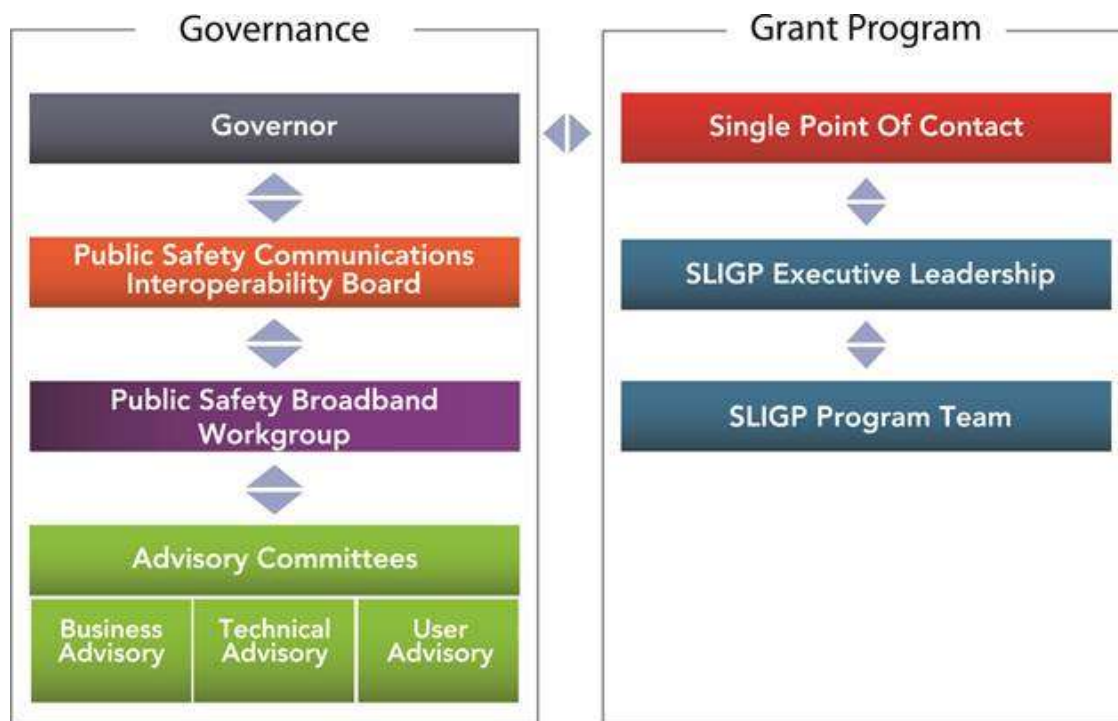 Governance
Governor
Public Safety Communications
Interoperability Board
Public Safety Broadband
Workgroup
Advisory Committees
Business
Advisory
Technical
Advisory
User
Advisory
Grant Program
Single Point Of Contact
SLIGP Executive Leadership
SLIGP Program Team